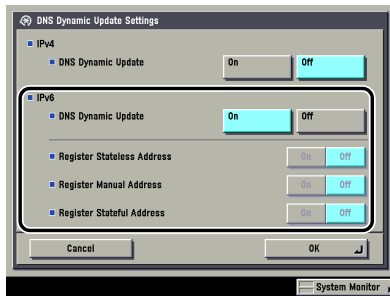 DNS Dynamic Update Settings
IPv4
DNS Dynamic Update On Off
IPv6
DNS Dynamic Update On Off
Register Stateless Address On Off
Register Manual Address On Off
Register Stateful Address On Off
Cancel OK
System Monitor